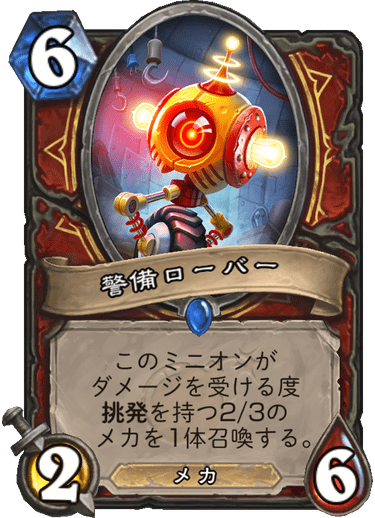 6
警備ローバー
このミニオンが
ダメージを受ける度
挑発を持つ2/3の
メカを1体召喚する。
メカ
2
6